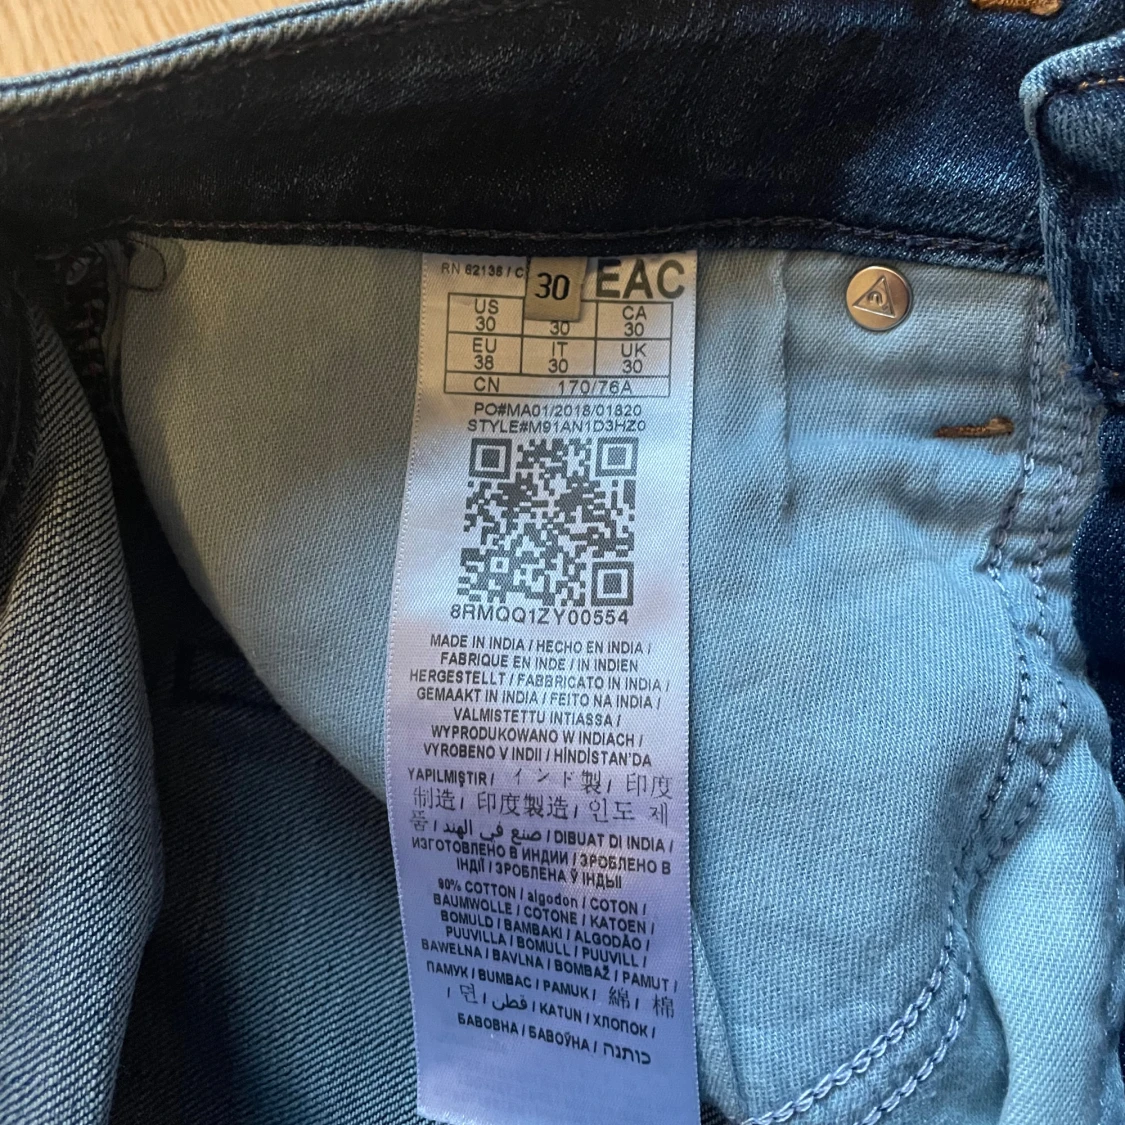 RN 62136 / C
30
EAC
US CA
30 30 30
EU IT UK
38 30 30
CN 170/76A
PO#MA01/2018/01820
STYLE#M91AN1D3HZ0
8RMQQ1ZY00554
MADE IN INDIA / HECHO EN INDIA /
FABRIQUE EN INDE / IN INDIEN
HERGESTELLT / FABBRICATO IN INDIA /
GEMAAKT IN INDIA / FEITO NA INDIA /
VALMISTETTU INTIASSA /
WYPRODUKOWANO W INDIACH /
VYROBENO V INDII / HİNDİSTAN'DA
YAPILMIŞTIR / インド製 / 印度
制造 / 印度製造 / 인도 제
품 / صنع في الهند / DIBUAT DI INDIA /
ИЗГОТОВЛЕНО В ИНДИИ / ЗРОБЛЕНО В
ІНДІЇ / ЗРОБЛЕНА Ў ІНДЫІ
90% COTTON / algodon / COTON /
BAUMWOLLE / COTONE / KATOEN /
BOMULD / BAMBAKI / ALGODÃO /
PUUVILLA / BOMULL / PUUVILL /
BAWEŁNA / BAVLNA / BOMBAŽ / PAMUT /
ПАМУК / BUMBAC / PAMUK / 綿 / 棉
/ 면 / قطن / KATUN / ХЛОПОК /
БАВОВНА / БАВОЎНА / כותנה